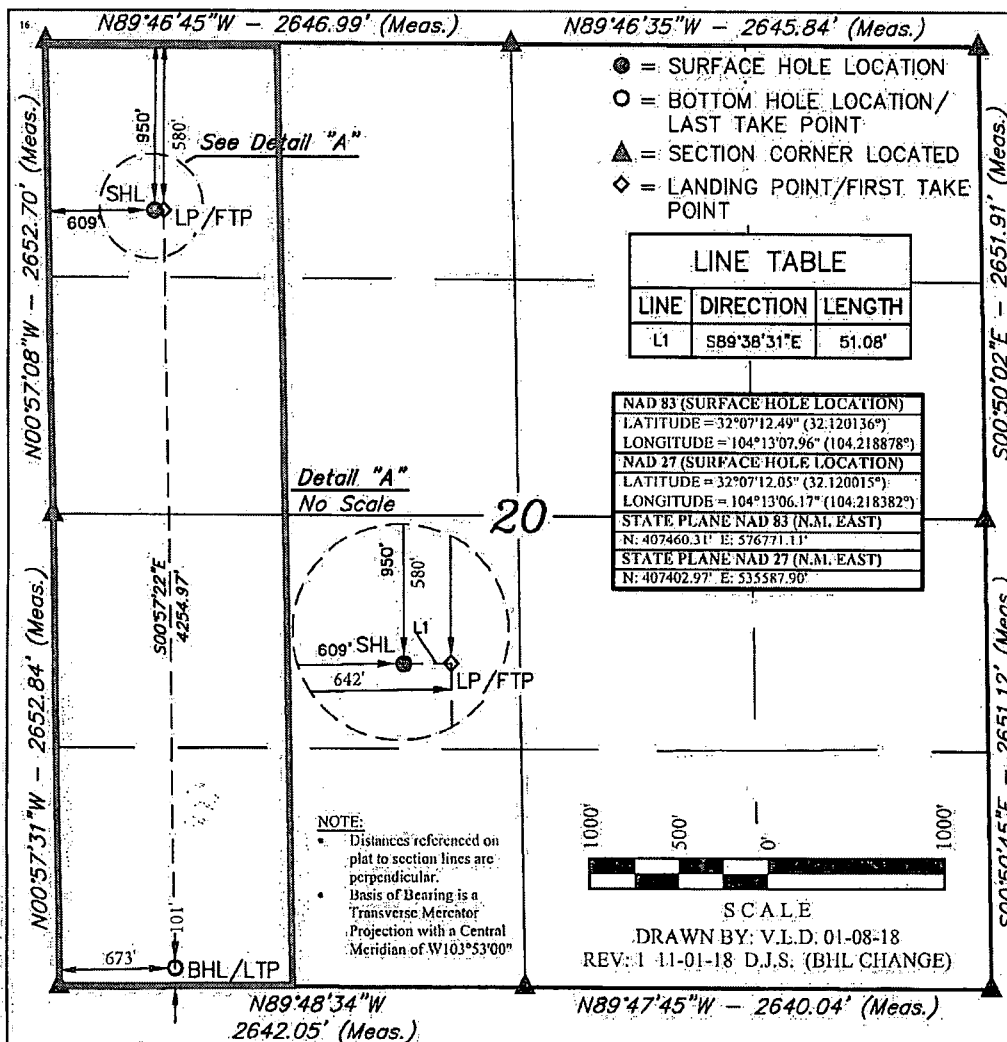 16
N89°46'45"W – 2646.99' (Meas.)
N89°46'35"W – 2645.84' (Meas.)
= SURFACE HOLE LOCATION
= BOTTOM HOLE LOCATION/
LAST TAKE POINT
= SECTION CORNER LOCATED
= LANDING POINT/FIRST TAKE
POINT
950'
580'
See Detail "A"
SHL
LP/FTP
609'
N00°57'08"W – 2652.70' (Meas.)
S00°50'02"E – 2651.91' (Meas.)
LINE TABLE
LINE DIRECTION LENGTH
L1 S89°38'31"E 51.08'
NAD 83 (SURFACE HOLE LOCATION)
LATITUDE = 32°07'12.49" (32.120136°)
LONGITUDE = 104°13'07.96" (104.218878°)
NAD 27 (SURFACE HOLE LOCATION)
LATITUDE = 32°07'12.05" (32.120015°)
LONGITUDE = 104°13'06.17" (104.218382°)
STATE PLANE NAD 83 (N.M. EAST)
N: 407460.31' E: 576771.11'
STATE PLANE NAD 27 (N.M. EAST)
N: 407402.97' E: 535587.90'
Detail "A"
No Scale
20
950'
580'
L1
609' SHL
642'
LP/FTP
S00°57'22"E
4254.97'
N00°57'31"W – 2652.84' (Meas.)
S00°50'45"E – 2651.12' (Meas.)
NOTE:
• Distances referenced on
plat to section lines are
perpendicular.
• Basis of Bearing is a
Transverse Mercator
Projection with a Central
Meridian of W103°53'00"
1000'
500'
0'
1000'
SCALE
DRAWN BY: V.L.D. 01-08-18
REV: 1 11-01-18 D.J.S. (BHL CHANGE)
101'
673'
BHL/LTP
N89°48'34"W
2642.05' (Meas.)
N89°47'45"W – 2640.04' (Meas.)